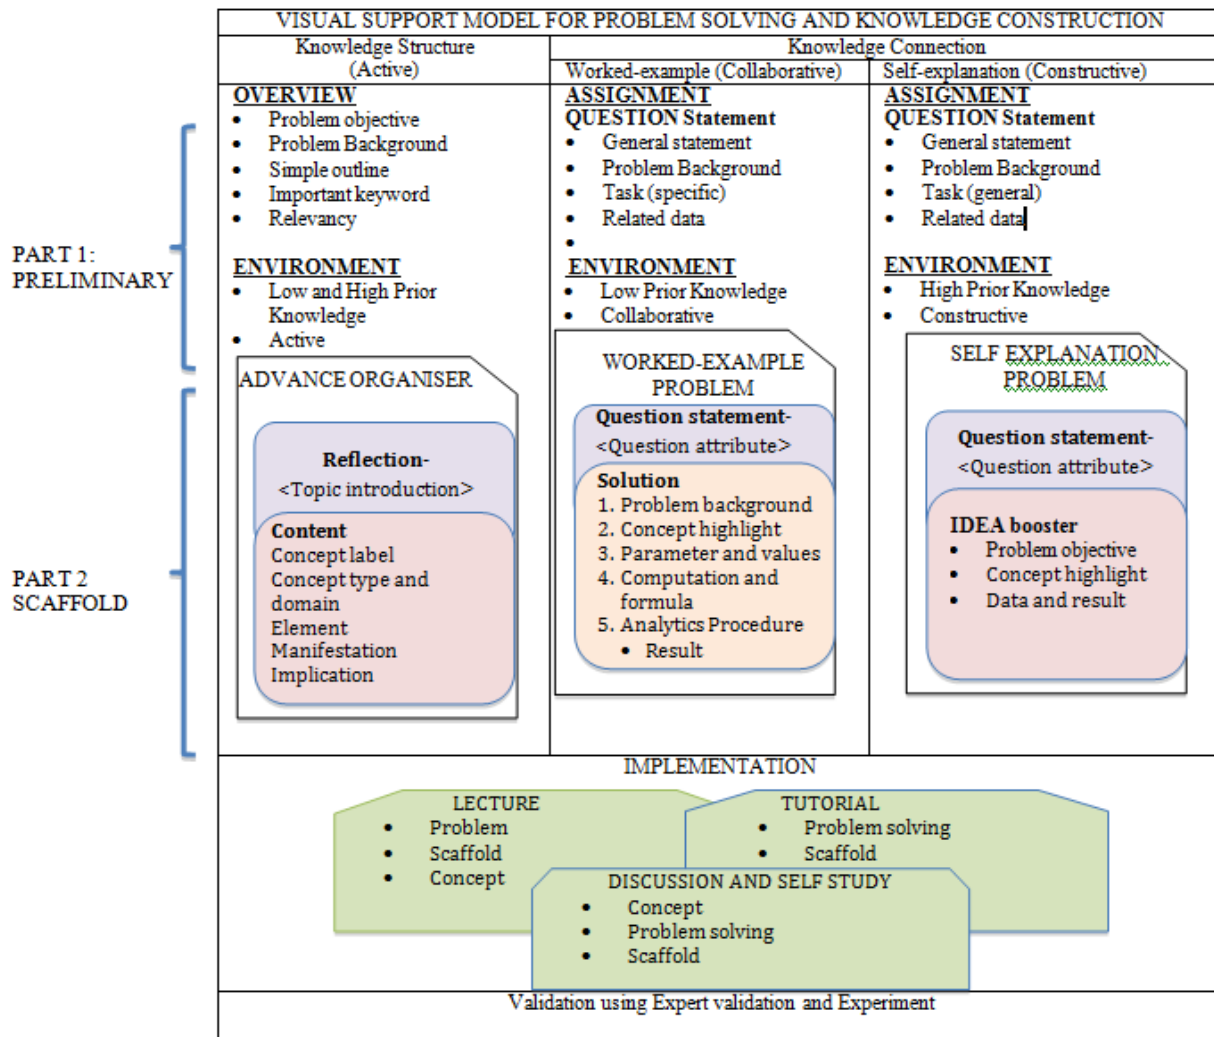 VISUAL SUPPORT MODEL FOR PROBLEM SOLVING AND KNOWLEDGE CONSTRUCTION
Knowledge Structure
(Active)
Knowledge Connection
Worked-example (Collaborative)
Self-explanation (Constructive)
PART 1:
PRELIMINARY
OVERVIEW
• Problem objective
• Problem Background
• Simple outline
• Important keyword
• Relevancy
ENVIRONMENT
• Low and High Prior
Knowledge
• Active
ASSIGNMENT
QUESTION Statement
• General statement
• Problem Background
• Task (specific)
• Related data
•
ENVIRONMENT
• Low Prior Knowledge
• Collaborative
ASSIGNMENT
QUESTION Statement
• General statement
• Problem Background
• Task (general)
• Related data
ENVIRONMENT
• High Prior Knowledge
• Constructive
PART 2
SCAFFOLD
ADVANCE ORGANISER
Reflection-
<Topic introduction>
Content
Concept label
Concept type and
domain
Element
Manifestation
Implication
WORKED-EXAMPLE
PROBLEM
Question statement-
<Question attribute>
Solution
1. Problem background
2. Concept highlight
3. Parameter and values
4. Computation and
formula
5. Analytics Procedure
• Result
SELF EXPLANATION
PROBLEM
Question statement-
<Question attribute>
IDEA booster
• Problem objective
• Concept highlight
• Data and result
IMPLEMENTATION
LECTURE
• Problem
• Scaffold
• Concept
TUTORIAL
• Problem solving
• Scaffold
DISCUSSION AND SELF STUDY
• Concept
• Problem solving
• Scaffold
Validation using Expert validation and Experiment